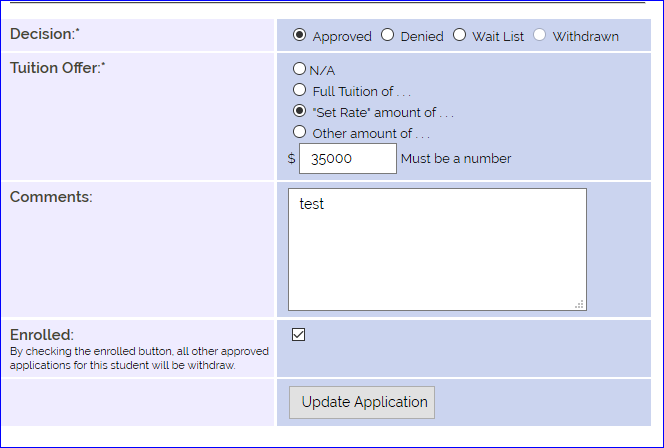 Decision:*
Approved Denied Wait List Withdrawn
Tuition Offer:*
N/A
Full Tuition of . . .
"Set Rate" amount of . . .
Other amount of . . .
$ 35000 Must be a number
Comments:
test
Enrolled:
By checking the enrolled button, all other approved
applications for this student will be withdraw.
Update Application